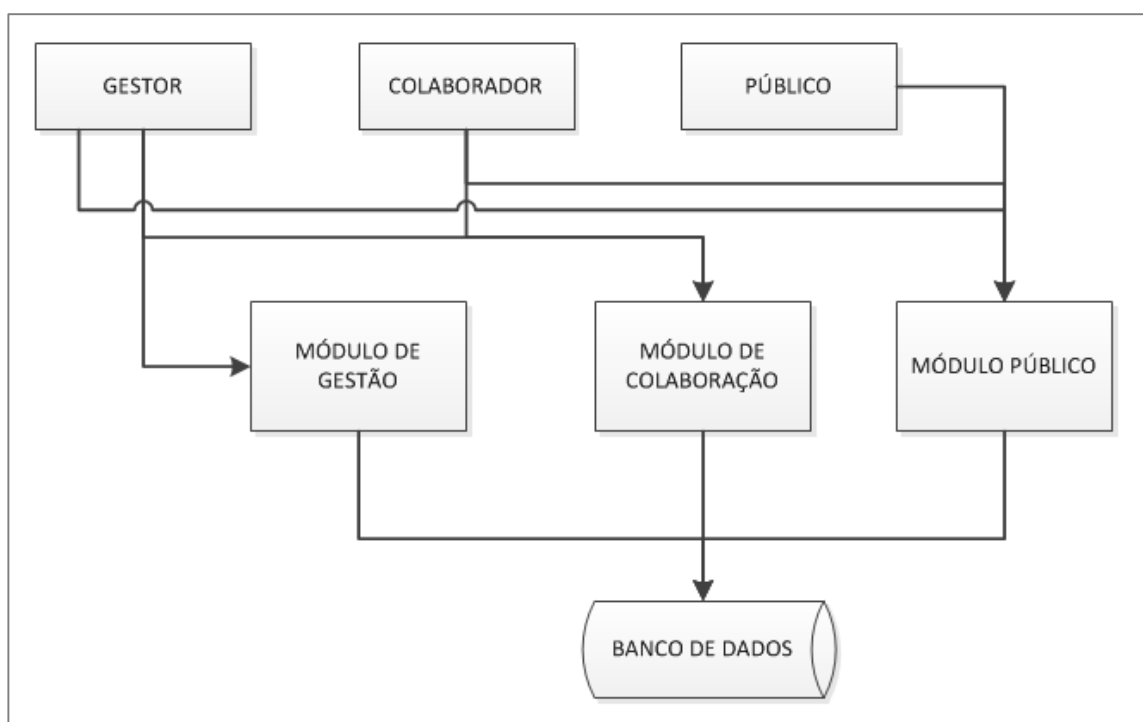 GESTOR
COLABORADOR
PÚBLICO
MÓDULO DE
GESTÃO
MÓDULO DE
COLABORAÇÃO
MÓDULO PÚBLICO
BANCO DE DADOS